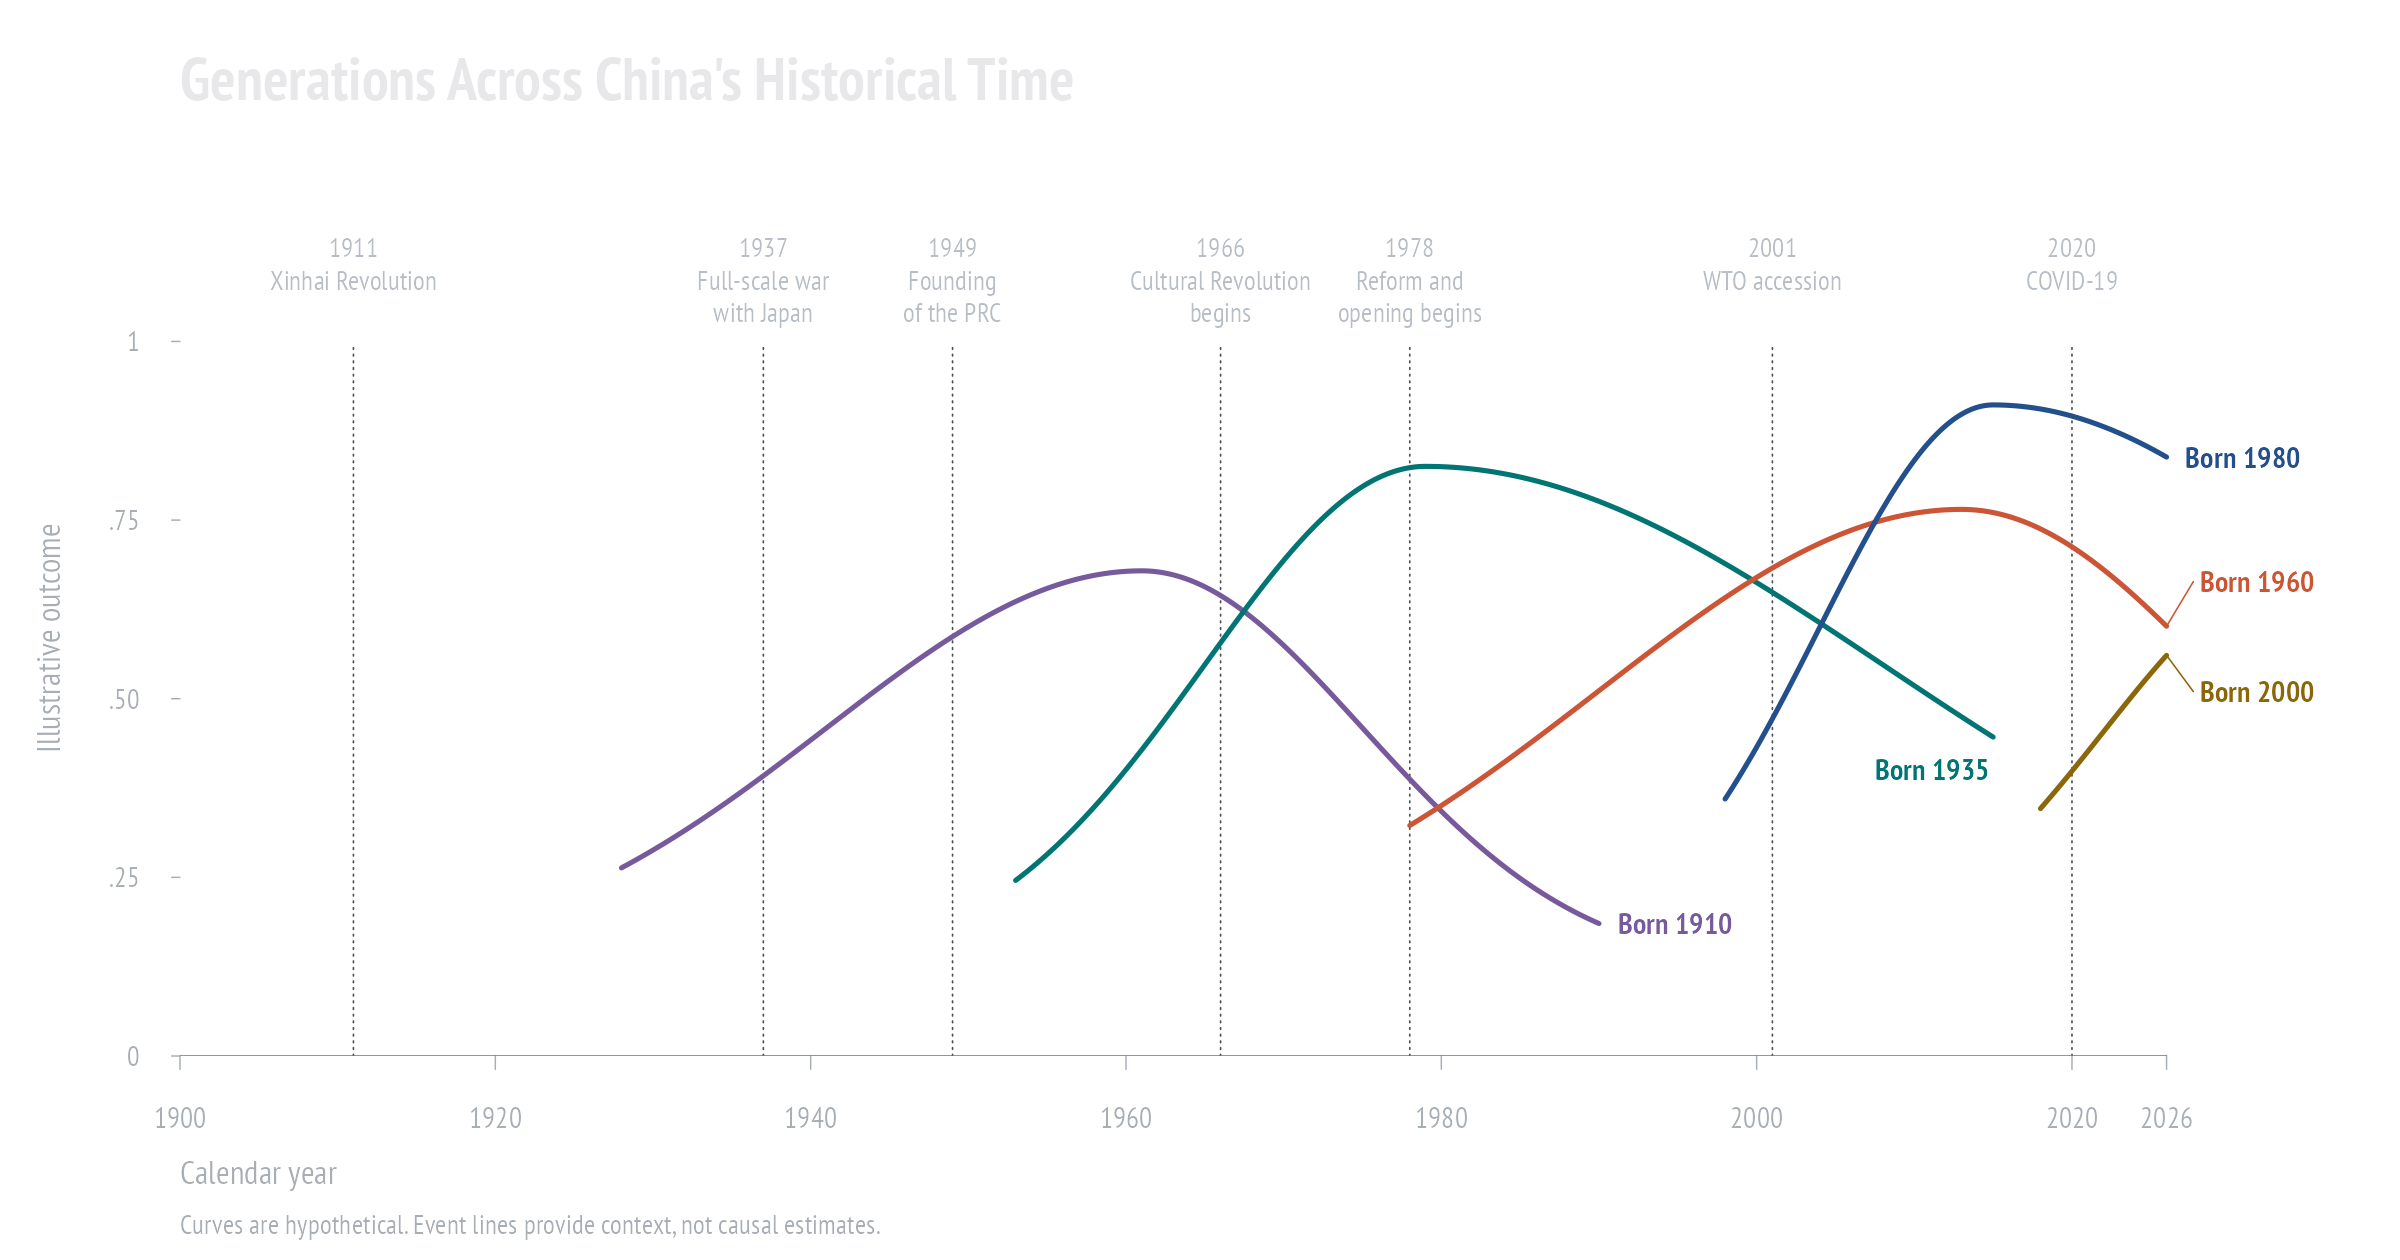 Generations Across China's Historical Time
1911
Xinhai Revolution
1937
Full-scale war
with Japan
1949
Founding
of the PRC
1966
Cultural Revolution
begins
1978
Reform and
opening begins
2001
WTO accession
2020
COVID-19
1
.75
.50
.25
0
Illustrative outcome
Born 1980
Born 1960
Born 2000
Born 1935
Born 1910
1900
1920
1940
1960
1980
2000
2020
2026
Calendar year
Curves are hypothetical. Event lines provide context, not causal estimates.